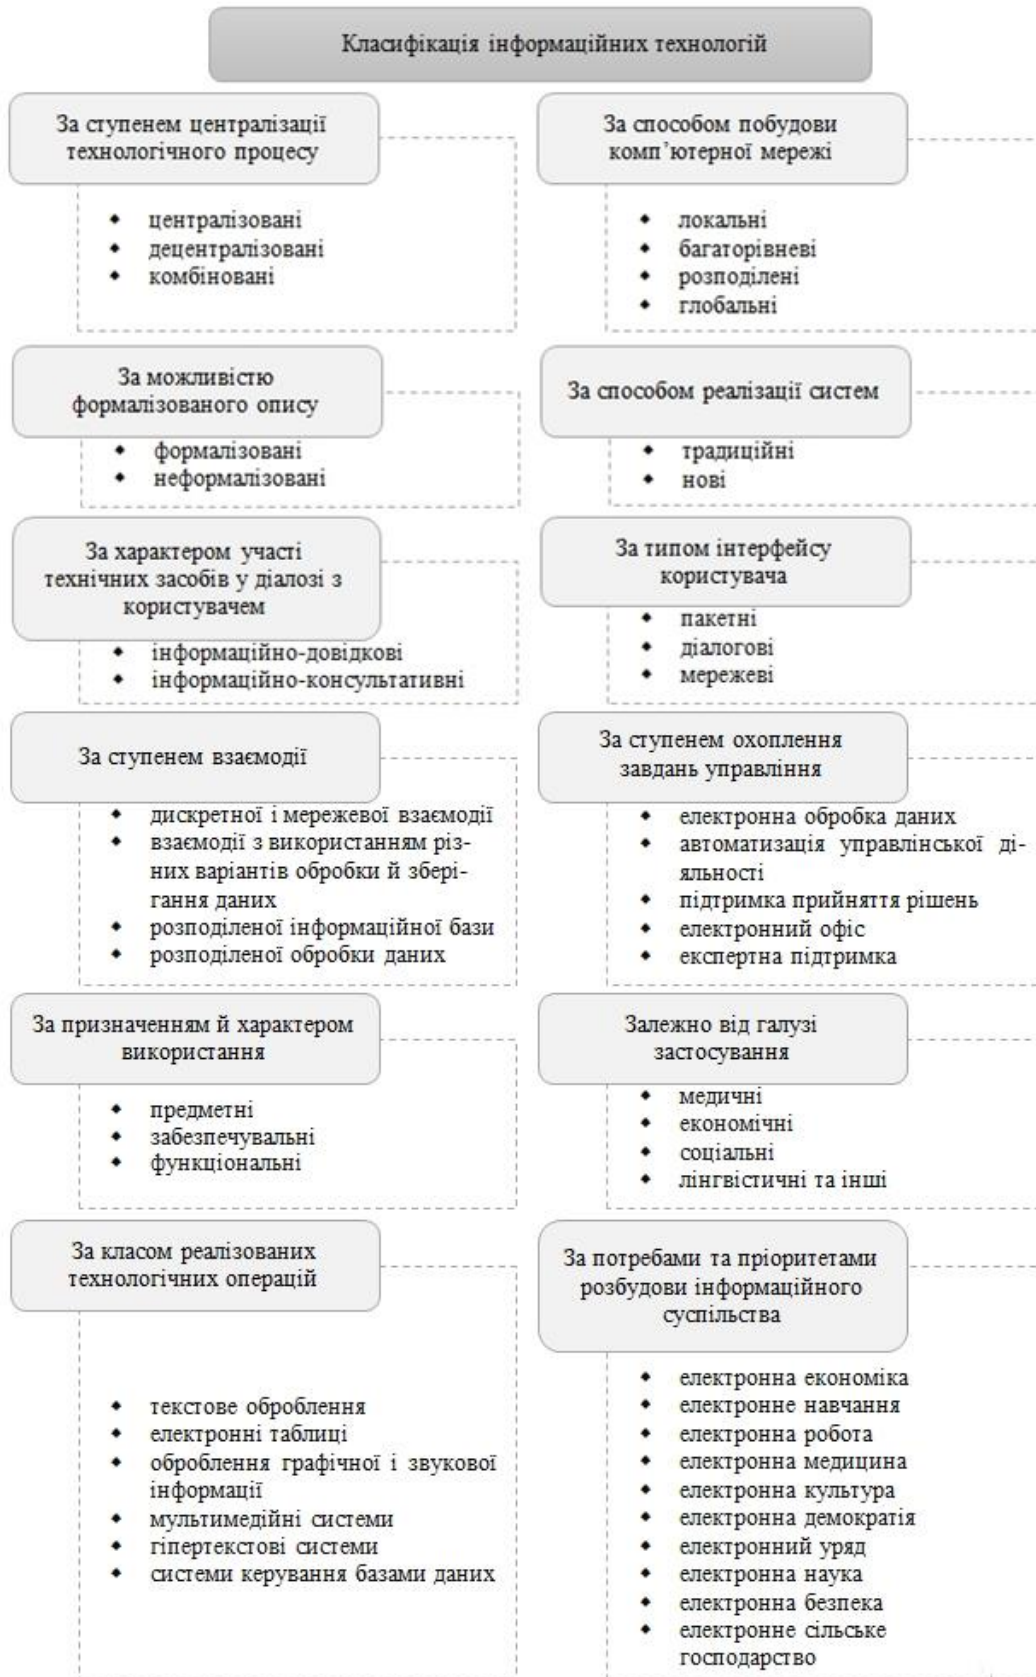 Класифікація інформаційних технологій
За ступенем централізації
технологічного процесу
◆ централізовані
◆ децентралізовані
◆ комбіновані
За способом побудови
комп’ютерної мережі
◆ локальні
◆ багаторівневі
◆ розподілені
◆ глобальні
За можливістю
формалізованого опису
◆ формалізовані
◆ неформалізовані
За способом реалізації систем
◆ традиційні
◆ нові
За характером участі
технічних засобів у діалозі з
користувачем
◆ інформаційно-довідкові
◆ інформаційно-консультативні
За типом інтерфейсу
користувача
◆ пакетні
◆ діалогові
◆ мережеві
За ступенем взаємодії
◆ дискретної і мережевої взаємодії
◆ взаємодії з використанням різ-
них варіантів обробки й збері-
гання даних
◆ розподіленої інформаційної бази
◆ розподіленої обробки даних
За ступенем охоплення
завдань управління
◆ електронна обробка даних
◆ автоматизація управлінської ді-
яльності
◆ підтримка прийняття рішень
◆ електронний офіс
◆ експертна підтримка
За призначенням й характером
використання
◆ предметні
◆ забезпечувальні
◆ функціональні
Залежно від галузі
застосування
◆ медичні
◆ економічні
◆ соціальні
◆ лінгвістичні та інші
За класом реалізованих
технологічних операцій
◆ текстове оброблення
◆ електронні таблиці
◆ оброблення графічної і звукової
інформації
◆ мультимедійні системи
◆ гіпертекстові системи
◆ системи керування базами даних
За потребами та пріоритетами
розбудови інформаційного
суспільства
◆ електронна економіка
◆ електронне навчання
◆ електронна робота
◆ електронна медицина
◆ електронна культура
◆ електронна демократія
◆ електронний уряд
◆ електронна наука
◆ електронна безпека
◆ електронне сільське
господарство